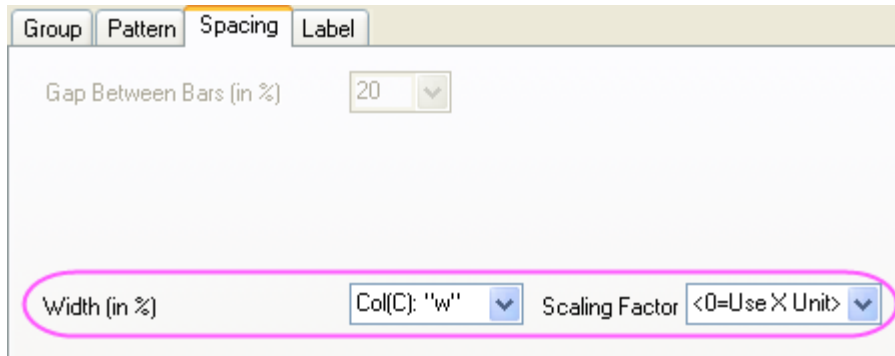 Group Pattern Spacing Label
Gap Between Bars (in %) 20
Width (in %) Col(C): "w" Scaling Factor <0=Use X Unit>